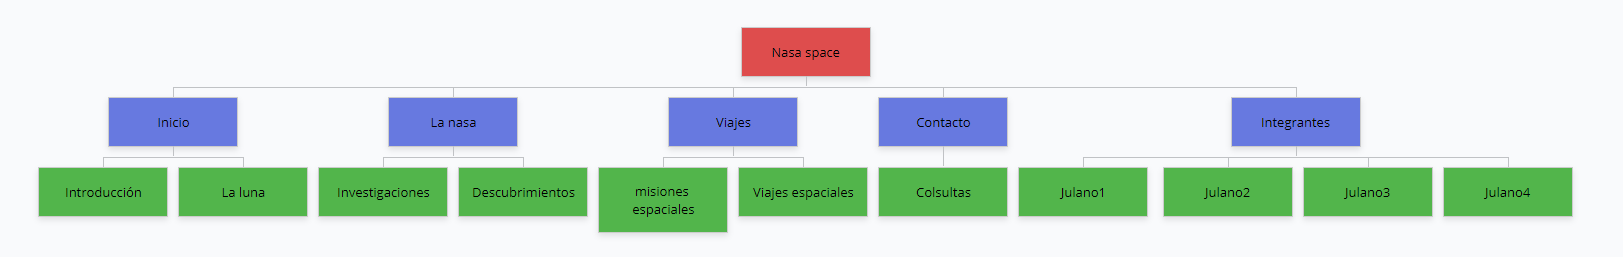 Nasa space
Inicio
La nasa
Viajes
Contacto
Integrantes
Introducción
La luna
Investigaciones
Descubrimientos
misiones
espaciales
Viajes espaciales
Colsultas
Julano1
Julano2
Julano3
Julano4